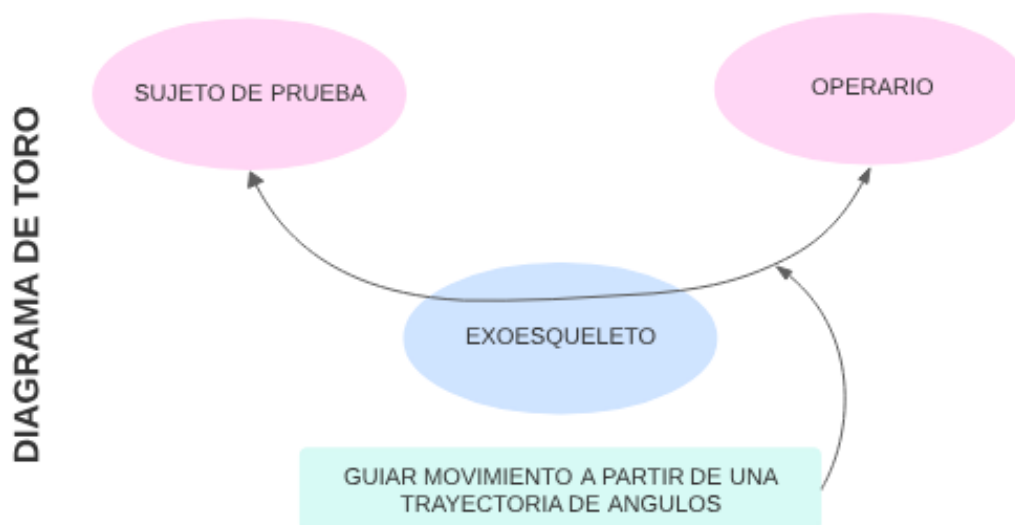 DIAGRAMA DE TORO
SUJETO DE PRUEBA
OPERARIO
EXOESQUELETO
GUIAR MOVIMIENTO A PARTIR DE UNA
TRAYECTORIA DE ANGULOS